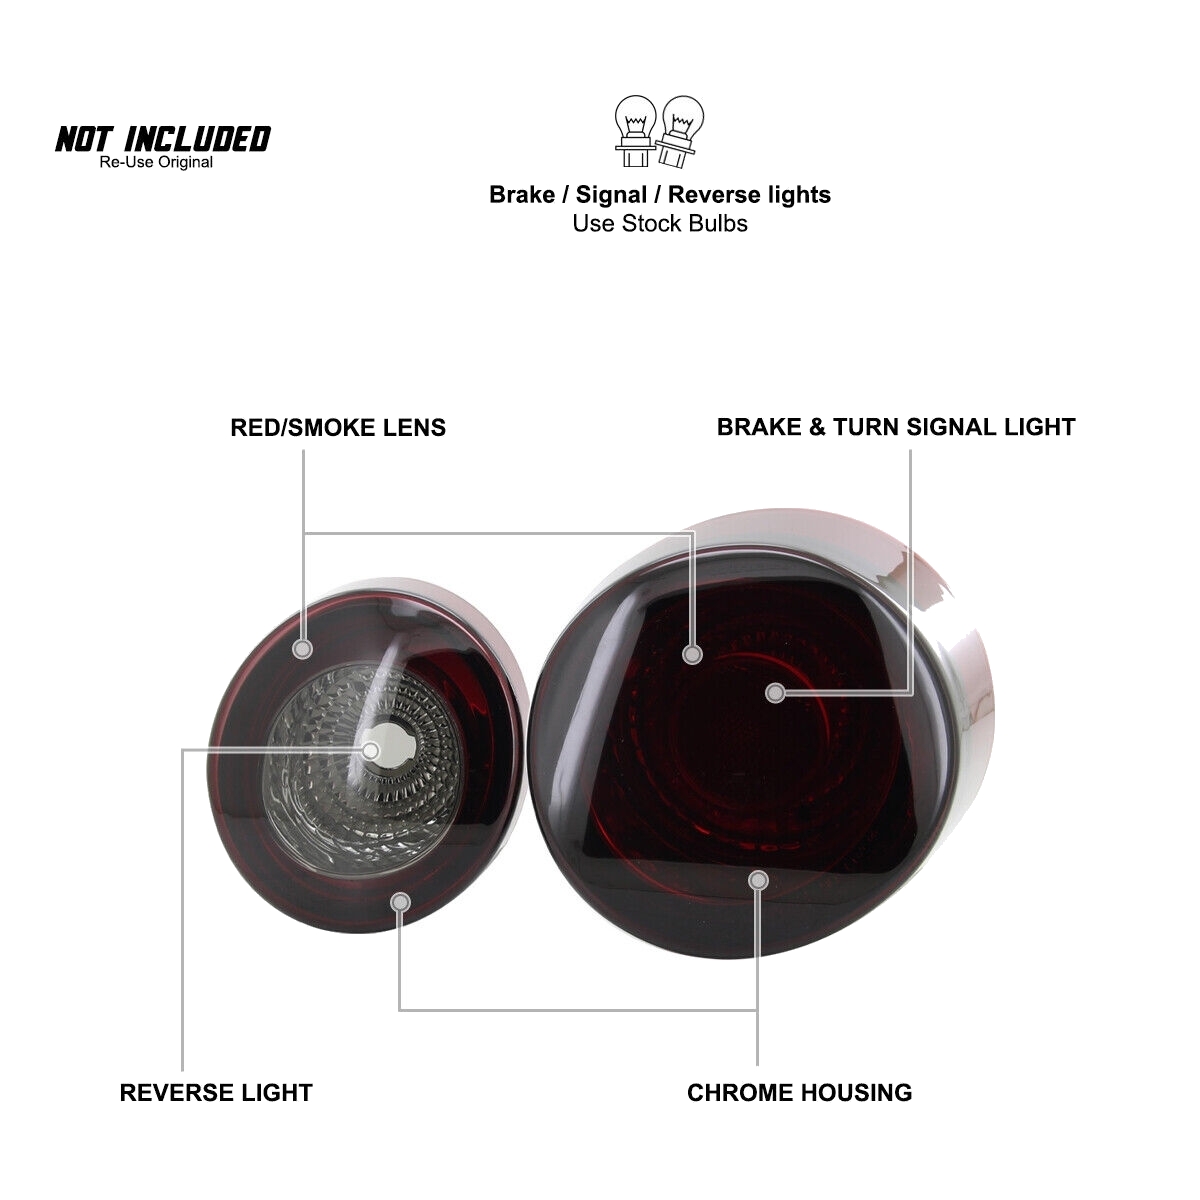 NOT INCLUDED
Re-Use Original
Brake / Signal / Reverse lights
Use Stock Bulbs
RED/SMOKE LENS
BRAKE & TURN SIGNAL LIGHT
REVERSE LIGHT
CHROME HOUSING